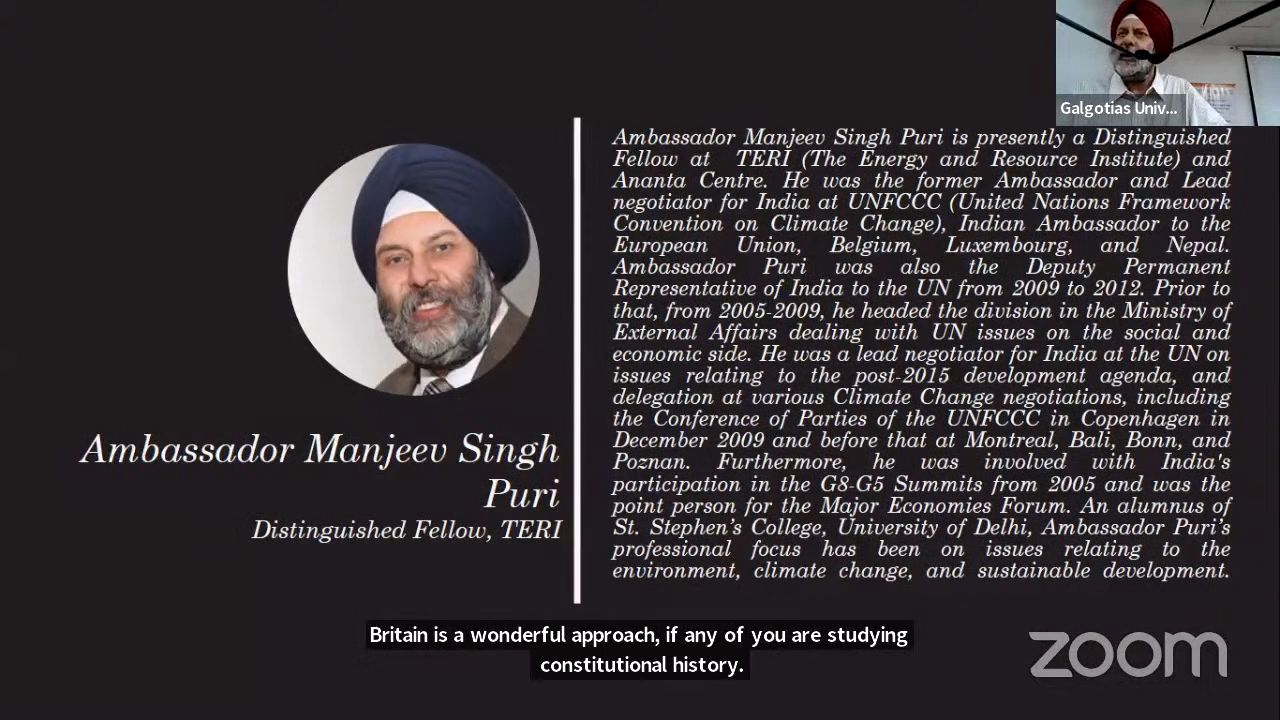 Galgotias Univ...
Ambassador Manjeev Singh Puri is presently a Distinguished
Fellow at TERI (The Energy and Resource Institute) and
Ananta Centre. He was the former Ambassador and Lead
negotiator for India at UNFCCC (United Nations Framework
Convention on Climate Change), Indian Ambassador to the
European Union, Belgium, Luxembourg, and Nepal.
Ambassador Puri was also the Deputy Permanent
Representative of India to the UN from 2009 to 2012. Prior to
that, from 2005-2009, he headed the division in the Ministry of
External Affairs dealing with UN issues on the social and
economic side. He was a lead negotiator for India at the UN on
issues relating to the post-2015 development agenda, and
delegation at various Climate Change negotiations, including
the Conference of Parties of the UNFCCC in Copenhagen in
December 2009 and before that at Montreal, Bali, Bonn, and
Poznan. Furthermore, he was involved with India's
participation in the G8-G5 Summits from 2005 and was the
point person for the Major Economies Forum. An alumnus of
St. Stephen’s College, University of Delhi, Ambassador Puri’s
professional focus has been on issues relating to the
environment, climate change, and sustainable development.
Ambassador Manjeev Singh
Puri
Distinguished Fellow, TERI
Britain is a wonderful approach, if any of you are studying
constitutional history.
zoom